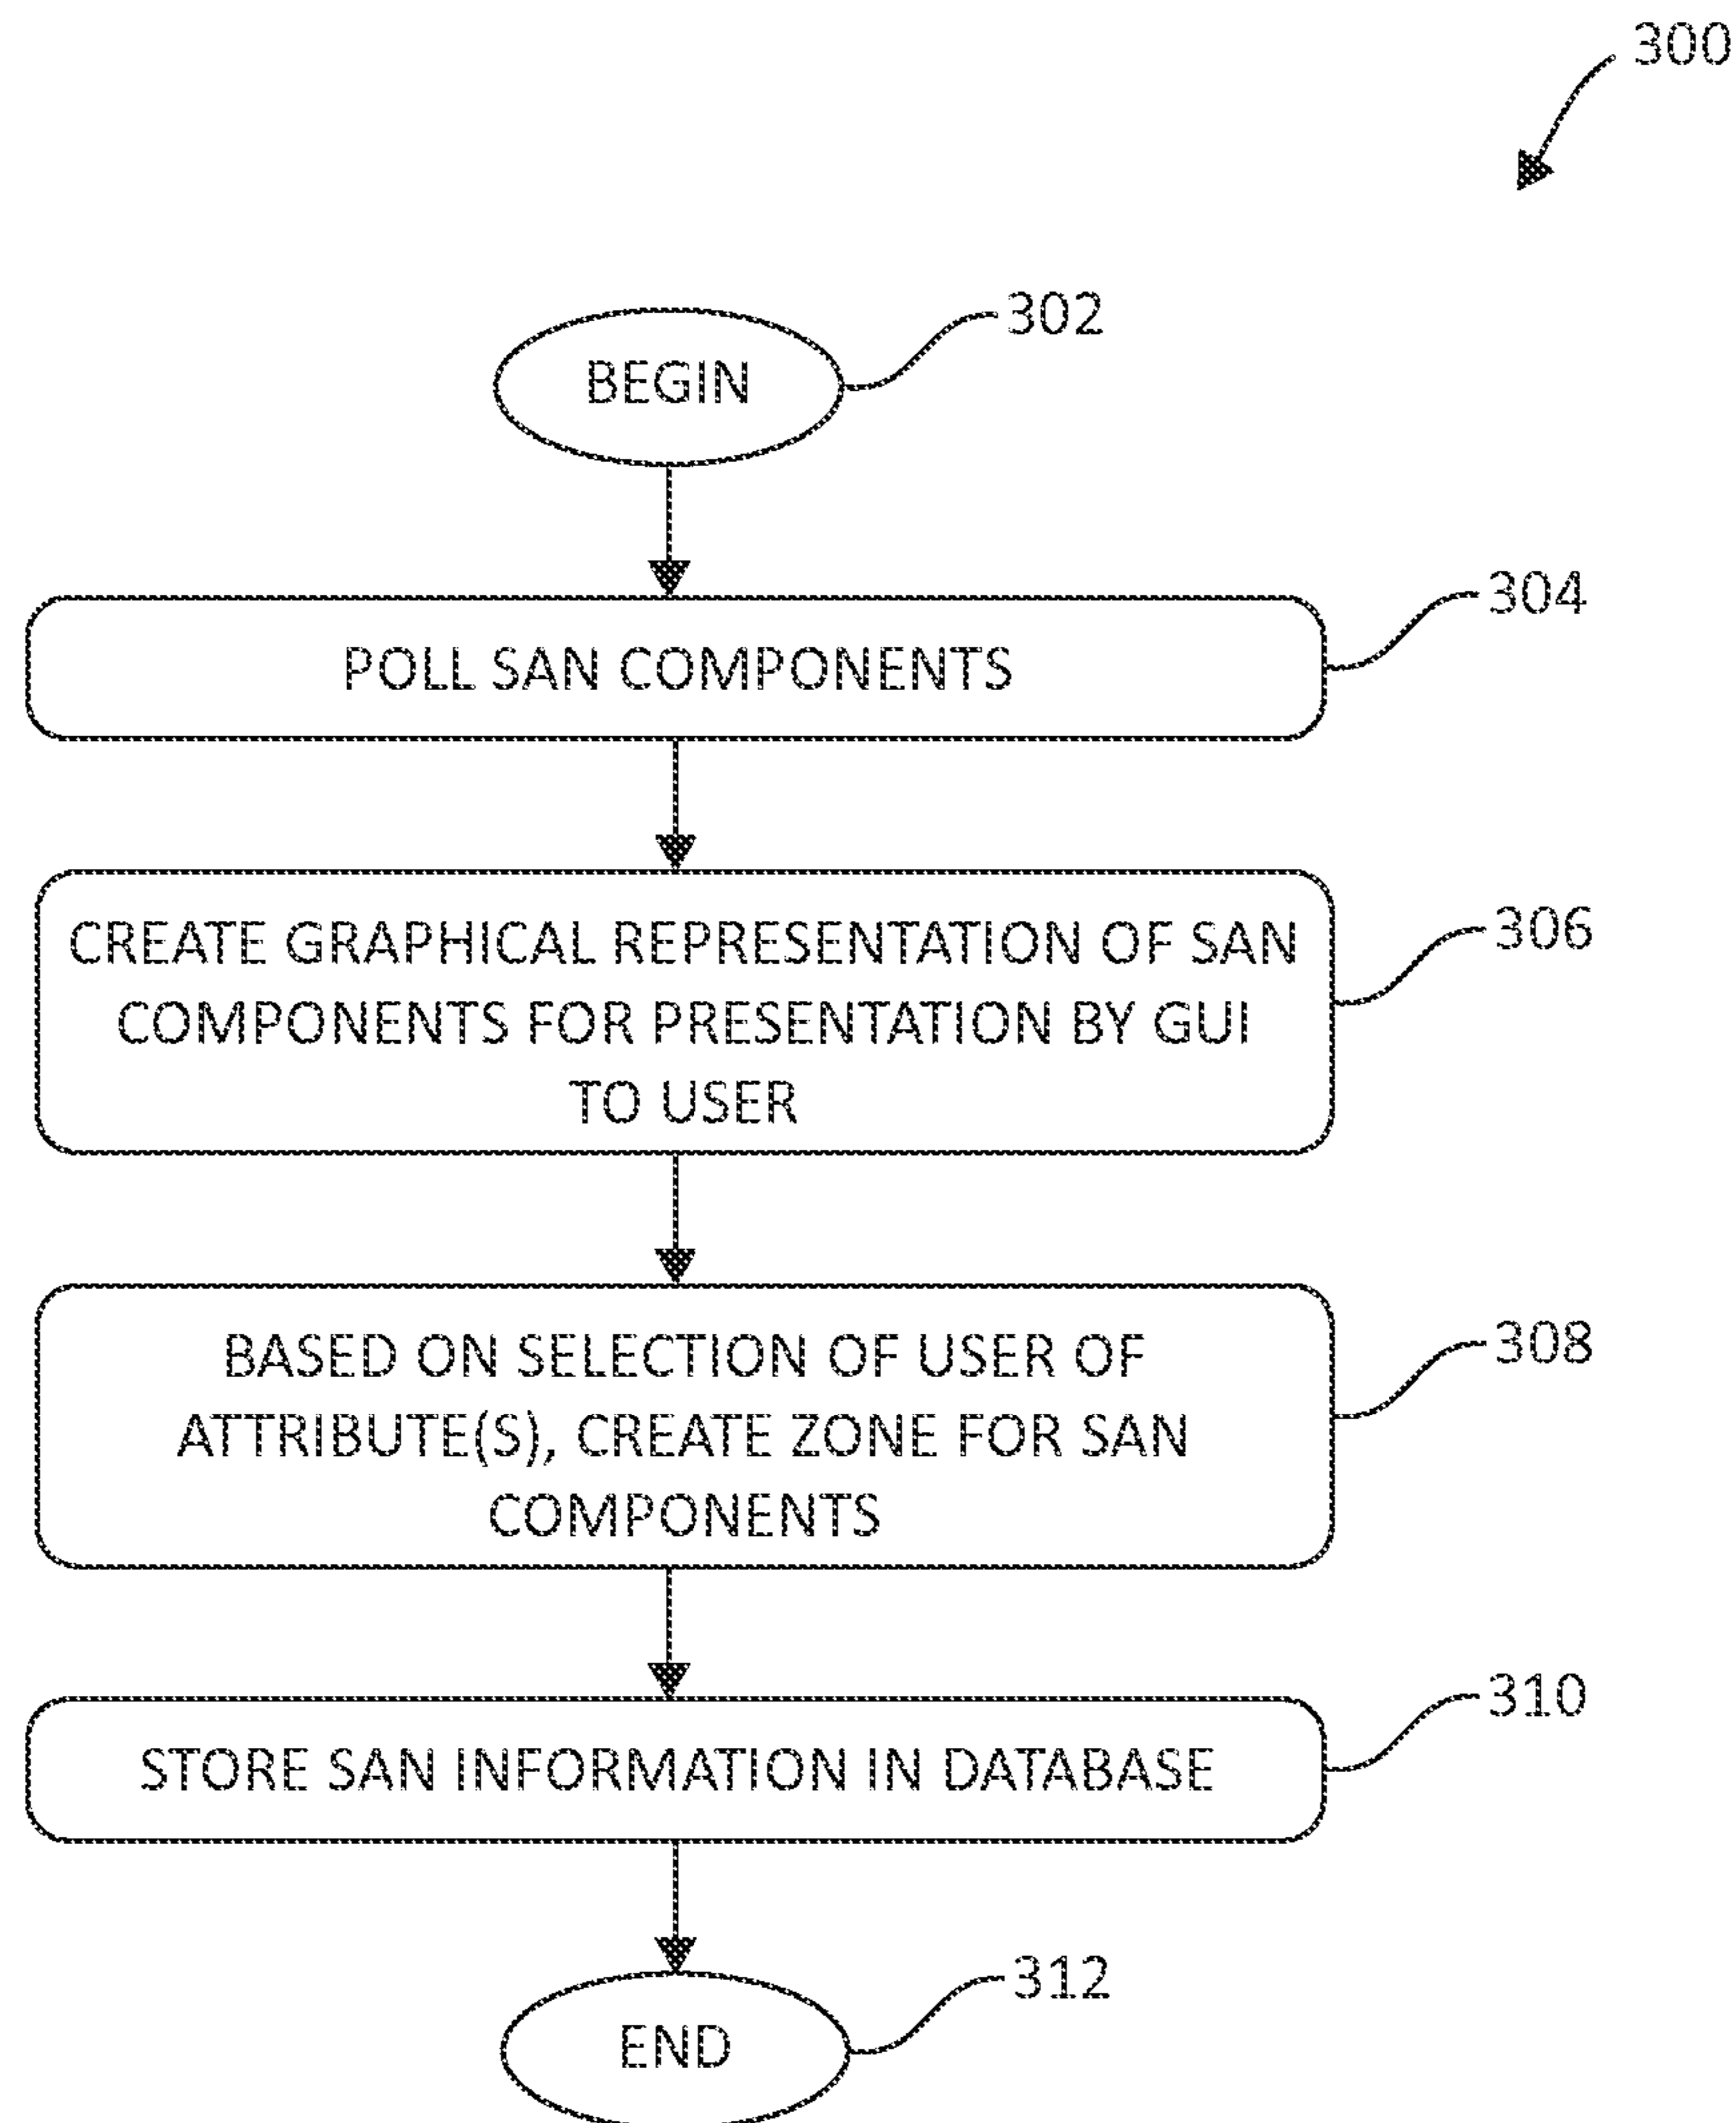 300
302
BEGIN
304
POLL SAN COMPONENTS
306
CREATE GRAPHICAL REPRESENTATION OF SAN
COMPONENTS FOR PRESENTATION BY GUI
TO USER
308
BASED ON SELECTION OF USER OF
ATTRIBUTE(S), CREATE ZONE FOR SAN
COMPONENTS
310
STORE SAN INFORMATION IN DATABASE
312
END